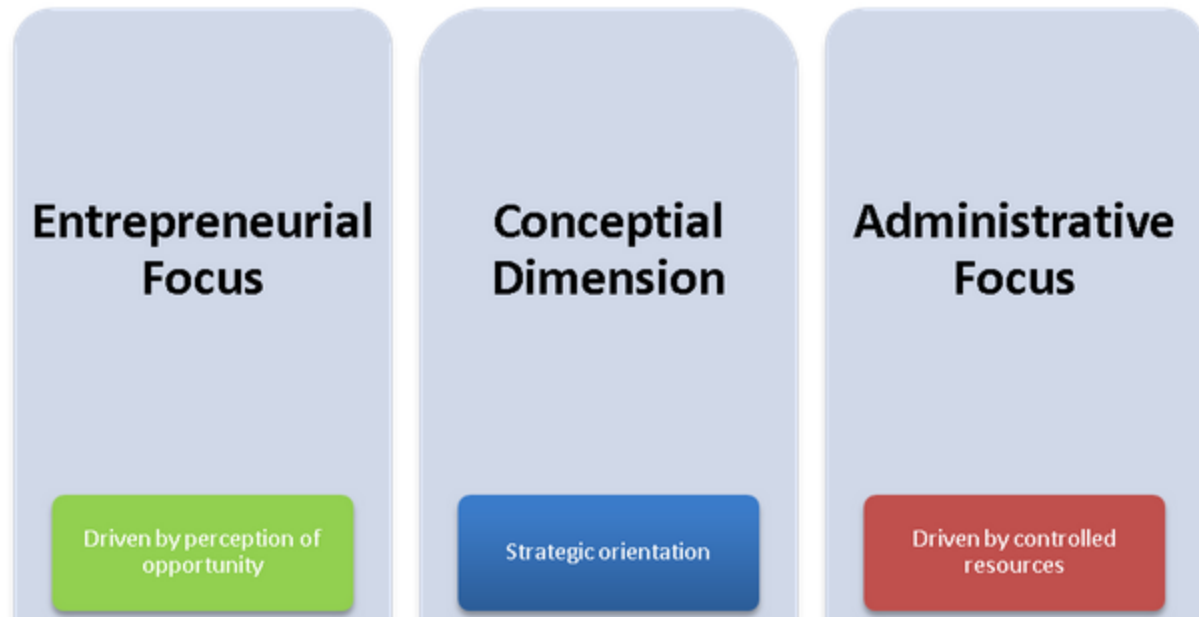 Entrepreneurial
Focus
Conceptial
Dimension
Administrative
Focus
Driven by perception of
opportunity
Strategic orientation
Driven by controlled
resources